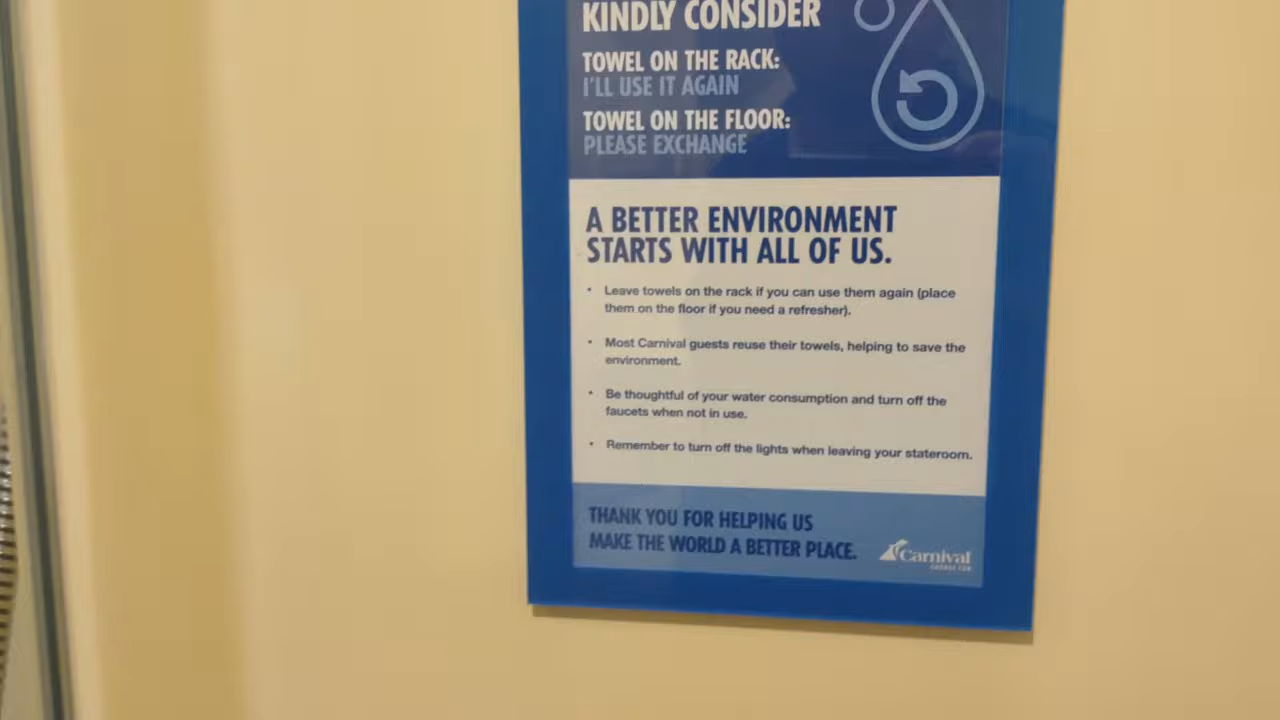 KINDLY CONSIDER
TOWEL ON THE RACK:
I'LL USE IT AGAIN
TOWEL ON THE FLOOR:
PLEASE EXCHANGE
A BETTER ENVIRONMENT
STARTS WITH ALL OF US.
• Leave towels on the rack if you can use them again (place
them on the floor if you need a refresher).
• Most Carnival guests reuse their towels, helping to save the
environment.
• Be thoughtful of your water consumption and turn off the
faucets when not in use.
• Remember to turn off the lights when leaving your stateroom.
THANK YOU FOR HELPING US
MAKE THE WORLD A BETTER PLACE.
Carnival